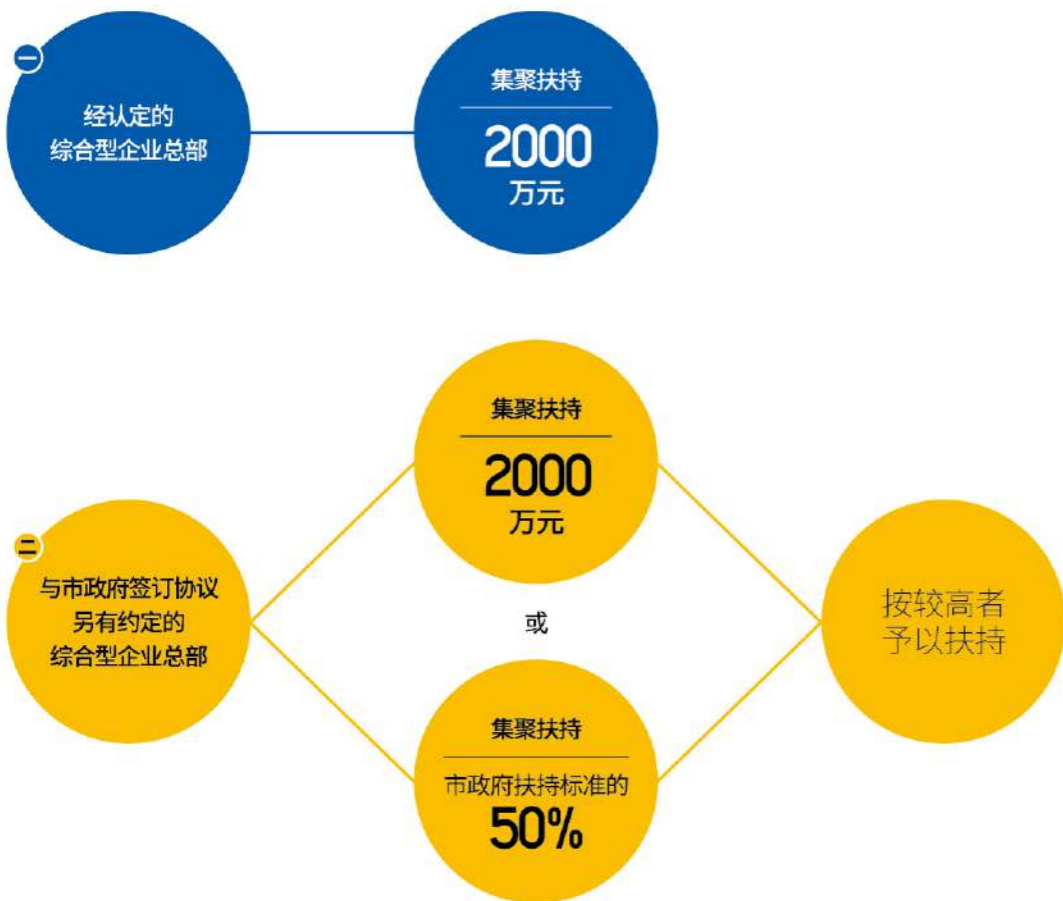 一
经认定的
综合型企业总部
集聚扶持
2000
万元
二
与市政府签订协议
另有约定的
综合型企业总部
集聚扶持
2000
万元
或
集聚扶持
市政府扶持标准的
50%
按较高者
予以扶持